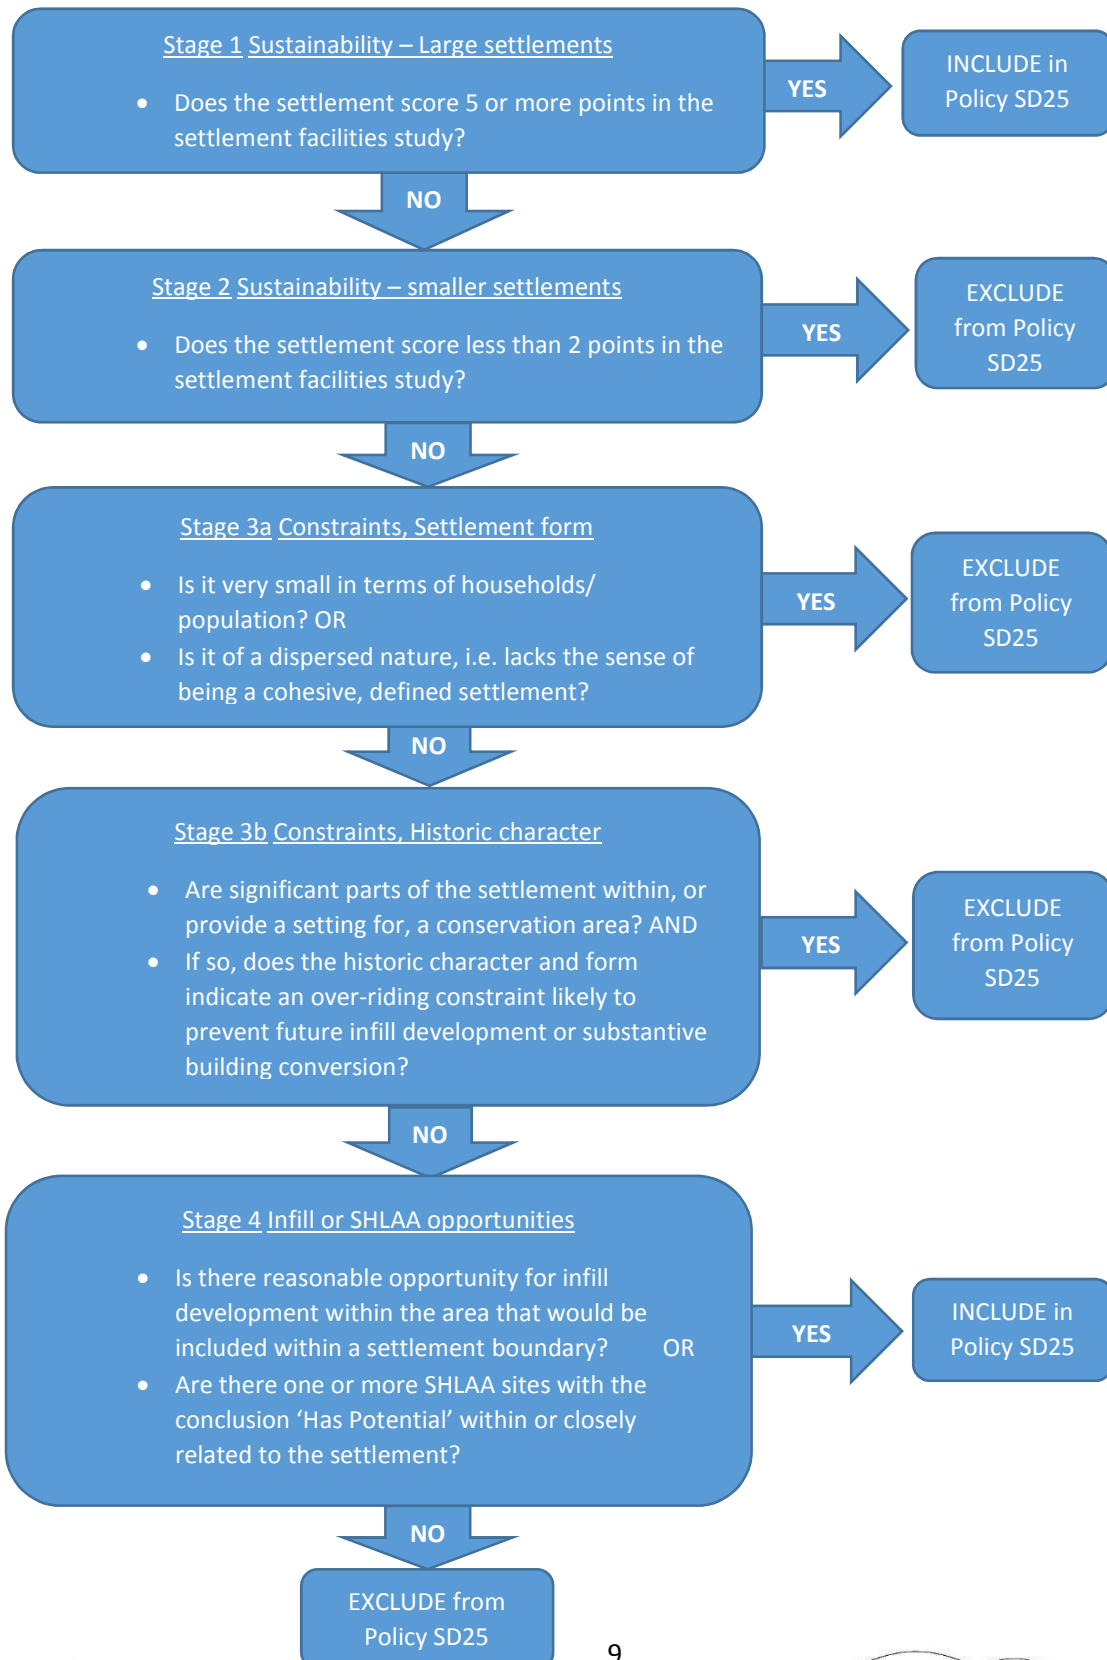 Stage 1 Sustainability – Large settlements
• Does the settlement score 5 or more points in the
settlement facilities study?
YES
INCLUDE in
Policy SD25
NO
Stage 2 Sustainability – smaller settlements
• Does the settlement score less than 2 points in the
settlement facilities study?
YES
EXCLUDE
from Policy
SD25
NO
Stage 3a Constraints, Settlement form
• Is it very small in terms of households/
population? OR
• Is it of a dispersed nature, i.e. lacks the sense of
being a cohesive, defined settlement?
YES
EXCLUDE
from Policy
SD25
NO
Stage 3b Constraints, Historic character
• Are significant parts of the settlement within, or
provide a setting for, a conservation area? AND
• If so, does the historic character and form
indicate an over-riding constraint likely to
prevent future infill development or substantive
building conversion?
YES
EXCLUDE
from Policy
SD25
NO
Stage 4 Infill or SHLAA opportunities
• Is there reasonable opportunity for infill
development within the area that would be
included within a settlement boundary? OR
• Are there one or more SHLAA sites with the
conclusion ‘Has Potential’ within or closely
related to the settlement?
YES
INCLUDE in
Policy SD25
NO
EXCLUDE from
Policy SD25
9